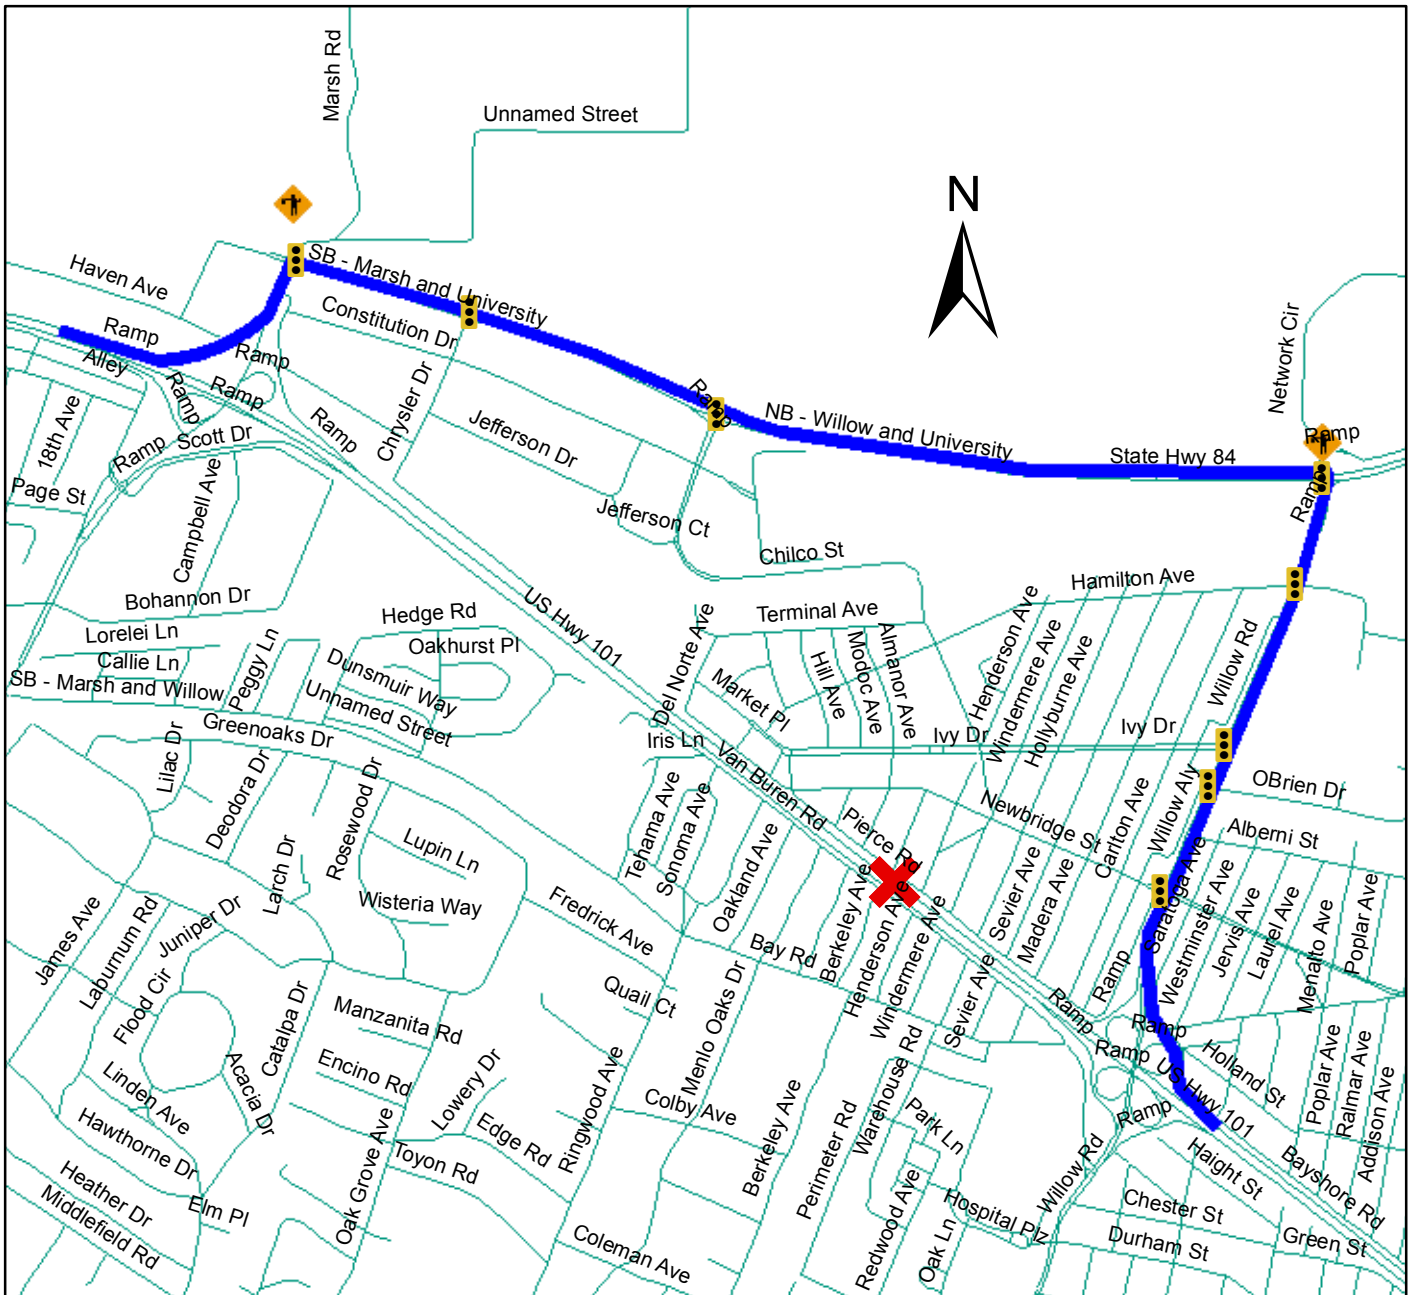 Marsh Rd
Unnamed Street
N
SB - Marsh and University
Haven Ave
Constitution Dr
Network Cir
Ramp
Alley
Ramp
Ramp
Ramp
Ramp
Ramp
NB - Willow and University
State Hwy 84
Ramp
Ramp
18th Ave
Ramp
Scott Dr
Ramp
Chrysler Dr
Jefferson Dr
Page St
Campbell Ave
Jefferson Ct
Chilco St
Hamilton Ave
Bohannon Dr
Hedge Rd
US Hwy 101
Terminal Ave
Lorelei Ln
Oakhurst Pl
Callie Ln
Peggy Ln
Dunsmuir Way
Del Norte Ave
Hill Ave
Modoc Ave
Almanor Ave
Henderson Ave
Windermere Ave
Hollyburne Ave
Willow Rd
SB - Marsh and Willow
Unnamed Street
Market Pl
Greenoaks Dr
Iris Ln
Ivy Dr
Ivy Dr
Lilac Dr
Deodora Dr
Rosewood Dr
Van Buren Rd
OBrien Dr
Tehama Ave
Sonoma Ave
Pierce Rd
Newbridge St
Carlton Ave
Willow Aly
Alberni St
Larch Dr
Lupin Ln
Oakland Ave
Wisteria Way
Fredrick Ave
Bay Rd
Berkeley Ave
Henderson Ave
Windermere Ave
Sevier Ave
Madera Ave
Saratoga Ave
Westminster Ave
Jervis Ave
Laurel Ave
Menalto Ave
Poplar Ave
James Ave
Laburnum Rd
Juniper Dr
Flood Cir
Catalpa Dr
Quail Ct
Menlo Oaks Dr
Sevier Ave
Ramp
Ramp
Manzanita Rd
Ramp
Ramp
US Hwy 101
Holland St
Linden Ave
Acacia Dr
Encino Rd
Lowery Dr
Ringwood Ave
Colby Ave
Warehouse Rd
Park Ln
Ramp
Poplar Ave
Ralmar Ave
Addison Ave
Hawthorne Dr
Edge Rd
Berkeley Ave
Perimeter Rd
Toyon Rd
Oak Grove Ave
Heather Dr
Middlefield Rd
Elm Pl
Redwood Ave
Oak Ln
Hospital Plz
Willow Rd
Haight St
Bayshore Rd
Chester St
Durham St
Green St
Coleman Ave